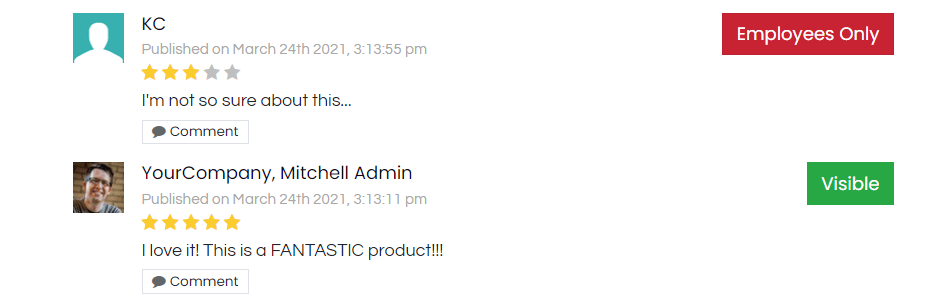 KC
Employees Only
Published on March 24th 2021, 3:13:55 pm
I'm not so sure about this...
Comment
YourCompany, Mitchell Admin
Visible
Published on March 24th 2021, 3:13:11 pm
I love it! This is a FANTASTIC product!!!
Comment